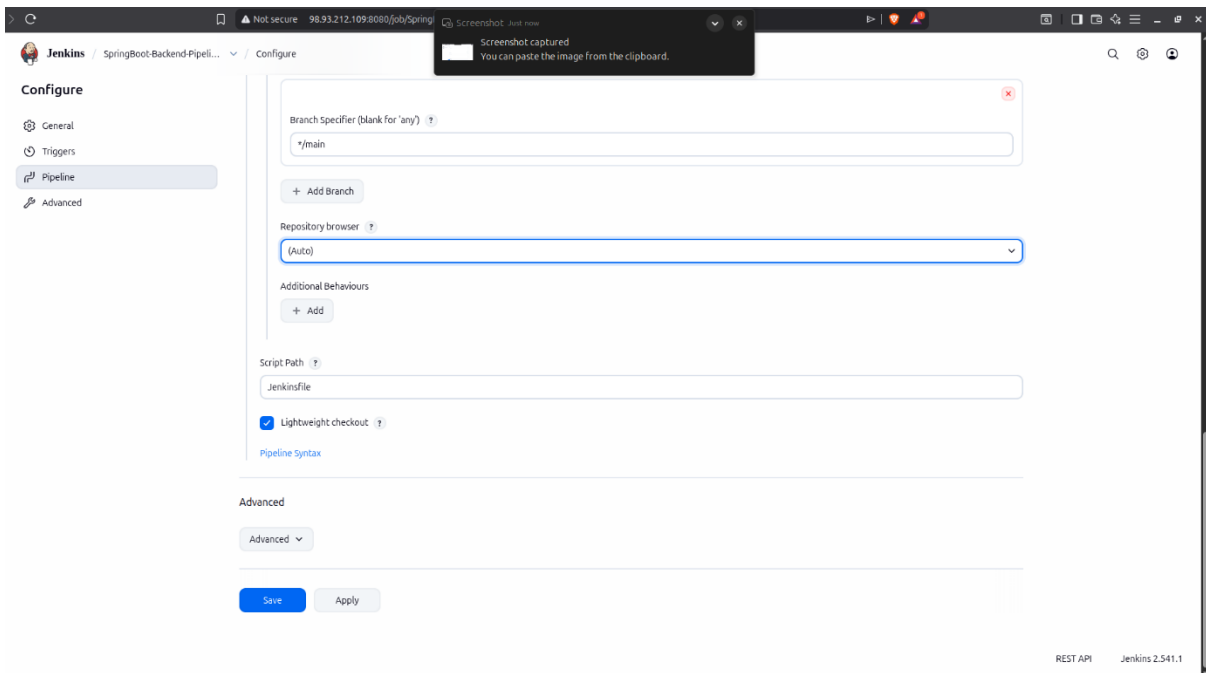 Not secure 98.93.212.109:8080/job/Spring
Screenshot Just now
Screenshot captured
You can paste the image from the clipboard.
Jenkins / SpringBoot-Backend-Pipeli... / Configure
Configure
General
Triggers
Pipeline
Advanced
Branch Specifier (blank for 'any') ?
*/main
+ Add Branch
Repository browser ?
(Auto)
Additional Behaviours
+ Add
Script Path ?
Jenkinsfile
Lightweight checkout ?
Pipeline Syntax
Advanced
Advanced
Save Apply
REST API Jenkins 2.541.1